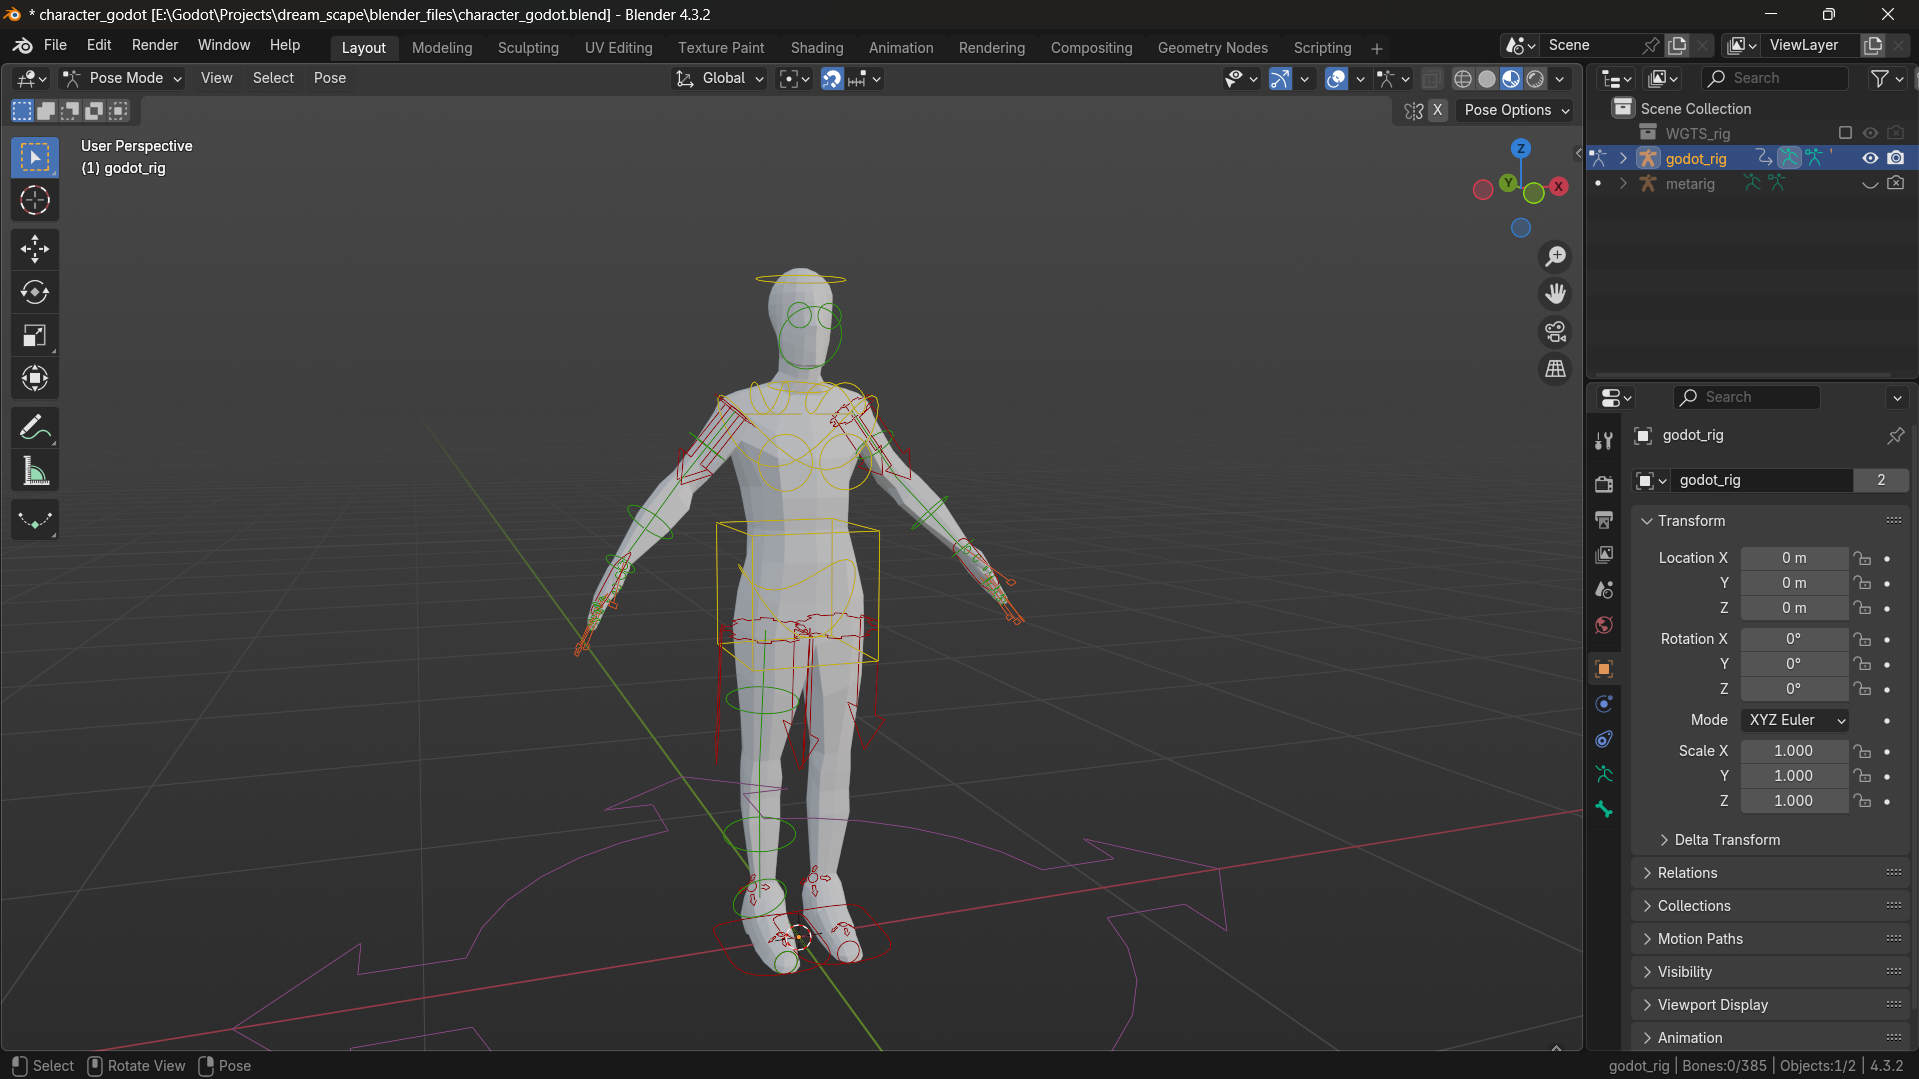 * character_godot [E:\Godot\Projects\dream_scape\blender_files\character_godot.blend] - Blender 4.3.2
File Edit Render Window Help Layout Modeling Sculpting UV Editing Texture Paint Shading Animation Rendering Compositing Geometry Nodes Scripting + Scene ViewLayer
Pose Mode View Select Pose Global Search
X Pose Options
Scene Collection
WGTS_rig
godot_rig
metarig
User Perspective
(1) godot_rig
Z
Y
X
Search
godot_rig
godot_rig 2
Transform
Location X 0 m
Y 0 m
Z 0 m
Rotation X 0°
Y 0°
Z 0°
Mode XYZ Euler
Scale X 1.000
Y 1.000
Z 1.000
Delta Transform
Relations
Collections
Motion Paths
Visibility
Viewport Display
Animation
Select Rotate View Pose godot_rig | Bones:0/385 | Objects:1/2 | 4.3.2